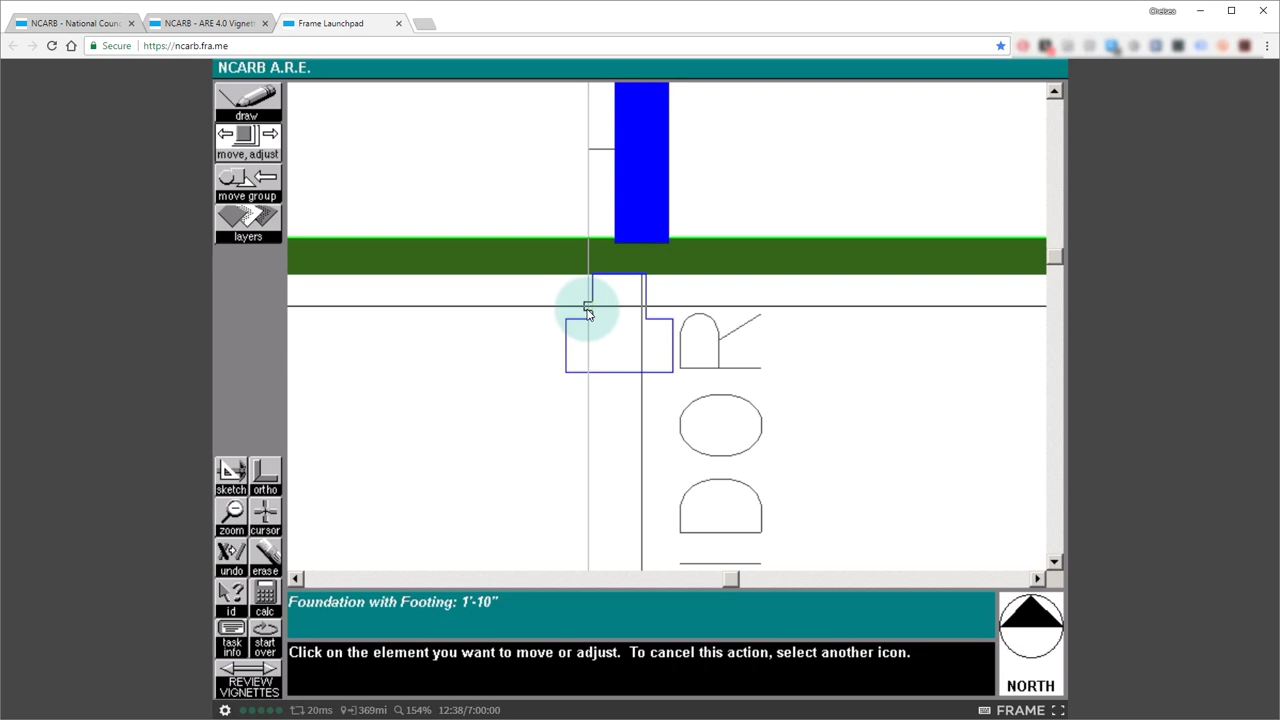 Chelsea
NCARB - National Counc
NCARB - ARE 4.0 Vignett
Frame Launchpad
Secure
https://ncarb.fra.me
NCARB A.R.E.
draw
move, adjust
move group
layers
sketch
ortho
zoom
cursor
undo
erase
id
calc
task info
start over
REVIEW VIGNETTES
R
O
D
Foundation with Footing: 1'-10"
Click on the element you want to move or adjust. To cancel this action, select another icon.
NORTH
20ms
369mi
154%
12:38/7:00:00
FRAME